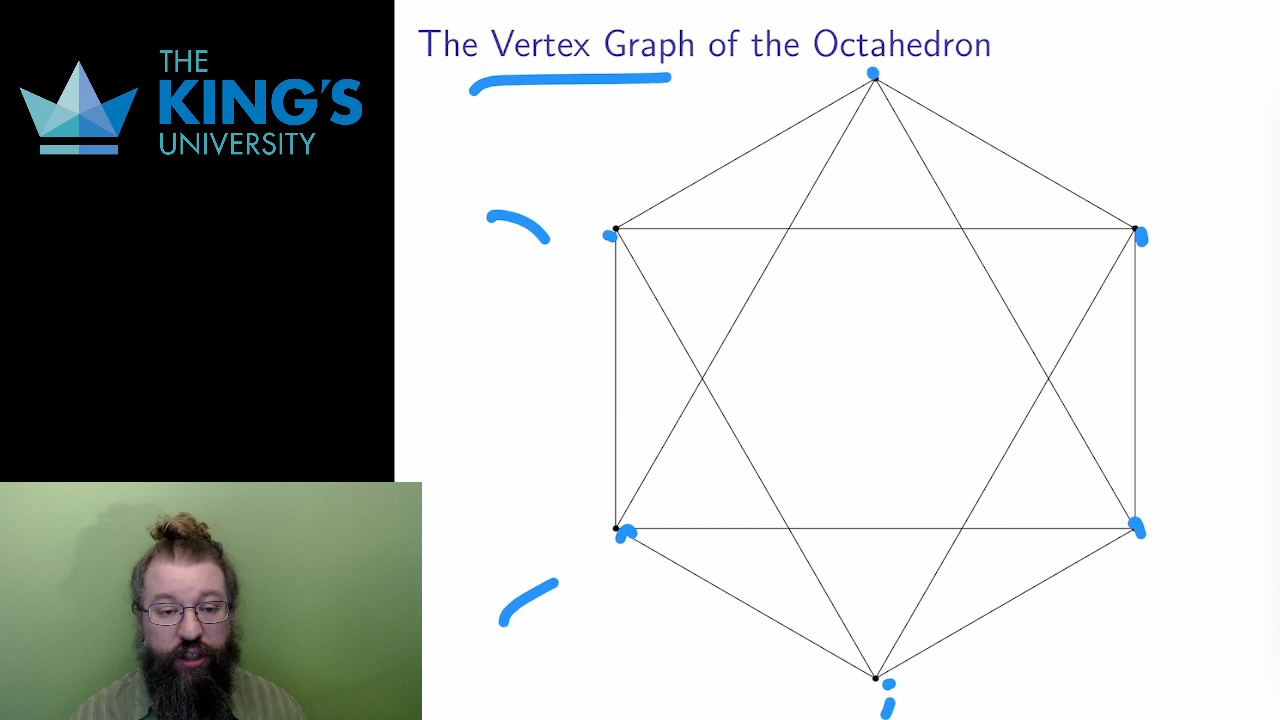 The Vertex Graph of the Octahedron
THE
KING'S
UNIVERSITY